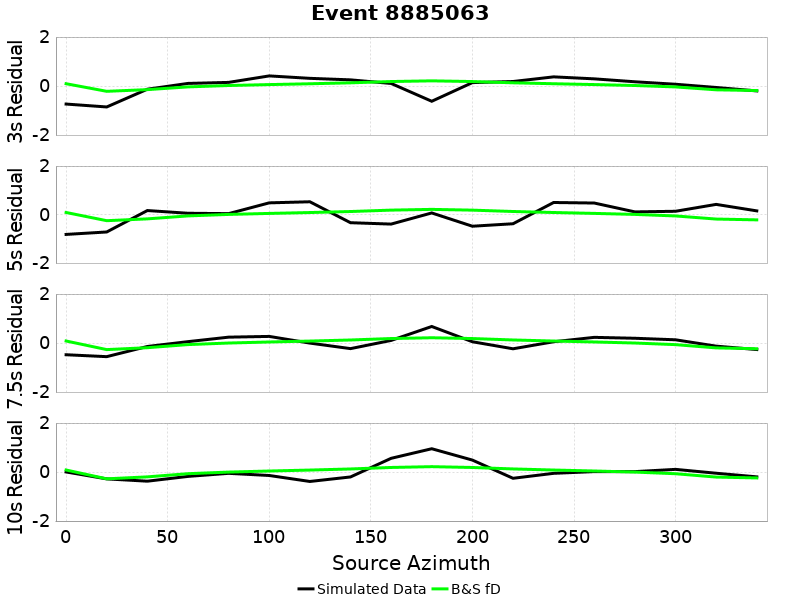 Event 8885063
3s Residual
2
0
-2
5s Residual
2
0
-2
7.5s Residual
2
0
-2
10s Residual
2
0
-2
0 50 100 150 200 250 300
Source Azimuth
Simulated Data B&S fD